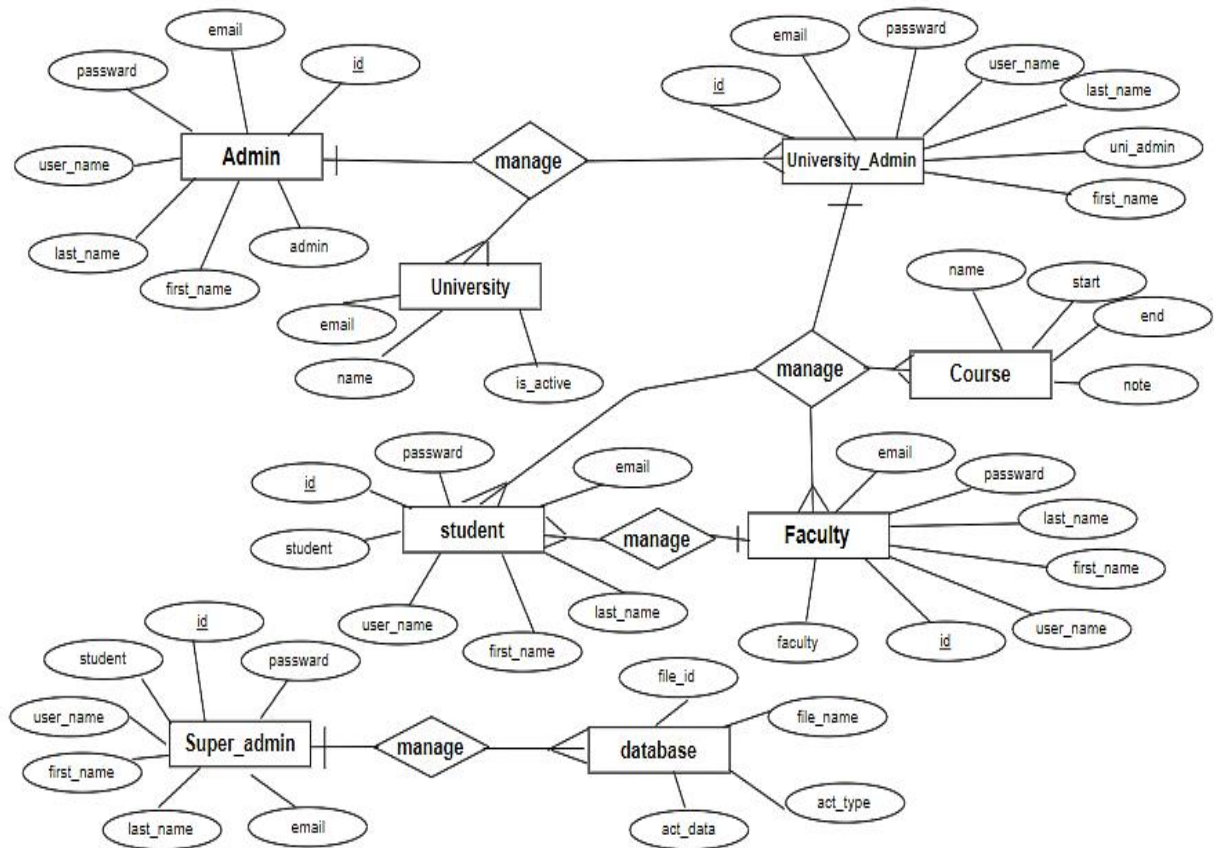 email
password
email
id
passward
user_name
id
last_name
Admin
manage
University_Admin
user_name
uni_admin
first_name
last_name
admin
first_name
University
name
start
email
end
name
is_active
manage
Course
note
passward
email
email
id
passward
student
manage
Faculty
last_name
student
first_name
user_name
last_name
first_name
faculty
id
user_name
id
student
passward
file_id
user_name
file_name
Super_admin
manage
database
first_name
act_type
last_name
email
act_data